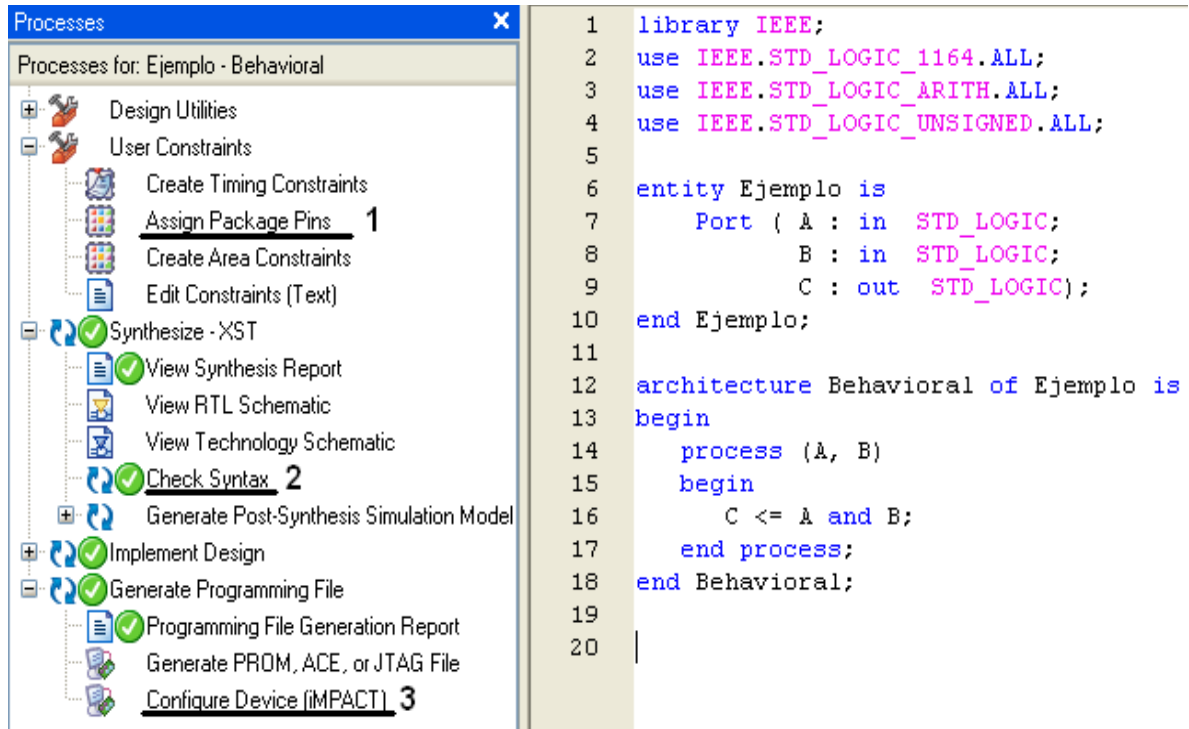 Processes
Processes for: Ejemplo - Behavioral
Design Utilities
User Constraints
Create Timing Constraints
Assign Package Pins 1
Create Area Constraints
Edit Constraints (Text)
Synthesize - XST
View Synthesis Report
View RTL Schematic
View Technology Schematic
Check Syntax 2
Generate Post-Synthesis Simulation Model
Implement Design
Generate Programming File
Programming File Generation Report
Generate PROM, ACE, or JTAG File
Configure Device (iMPACT) 3
1 library IEEE;
2 use IEEE.STD_LOGIC_1164.ALL;
3 use IEEE.STD_LOGIC_ARITH.ALL;
4 use IEEE.STD_LOGIC_UNSIGNED.ALL;
5
6 entity Ejemplo is
7 Port ( A : in STD_LOGIC;
8 B : in STD_LOGIC;
9 C : out STD_LOGIC);
10 end Ejemplo;
11
12 architecture Behavioral of Ejemplo is
13 begin
14 process (A, B)
15 begin
16 C <= A and B;
17 end process;
18 end Behavioral;
19
20